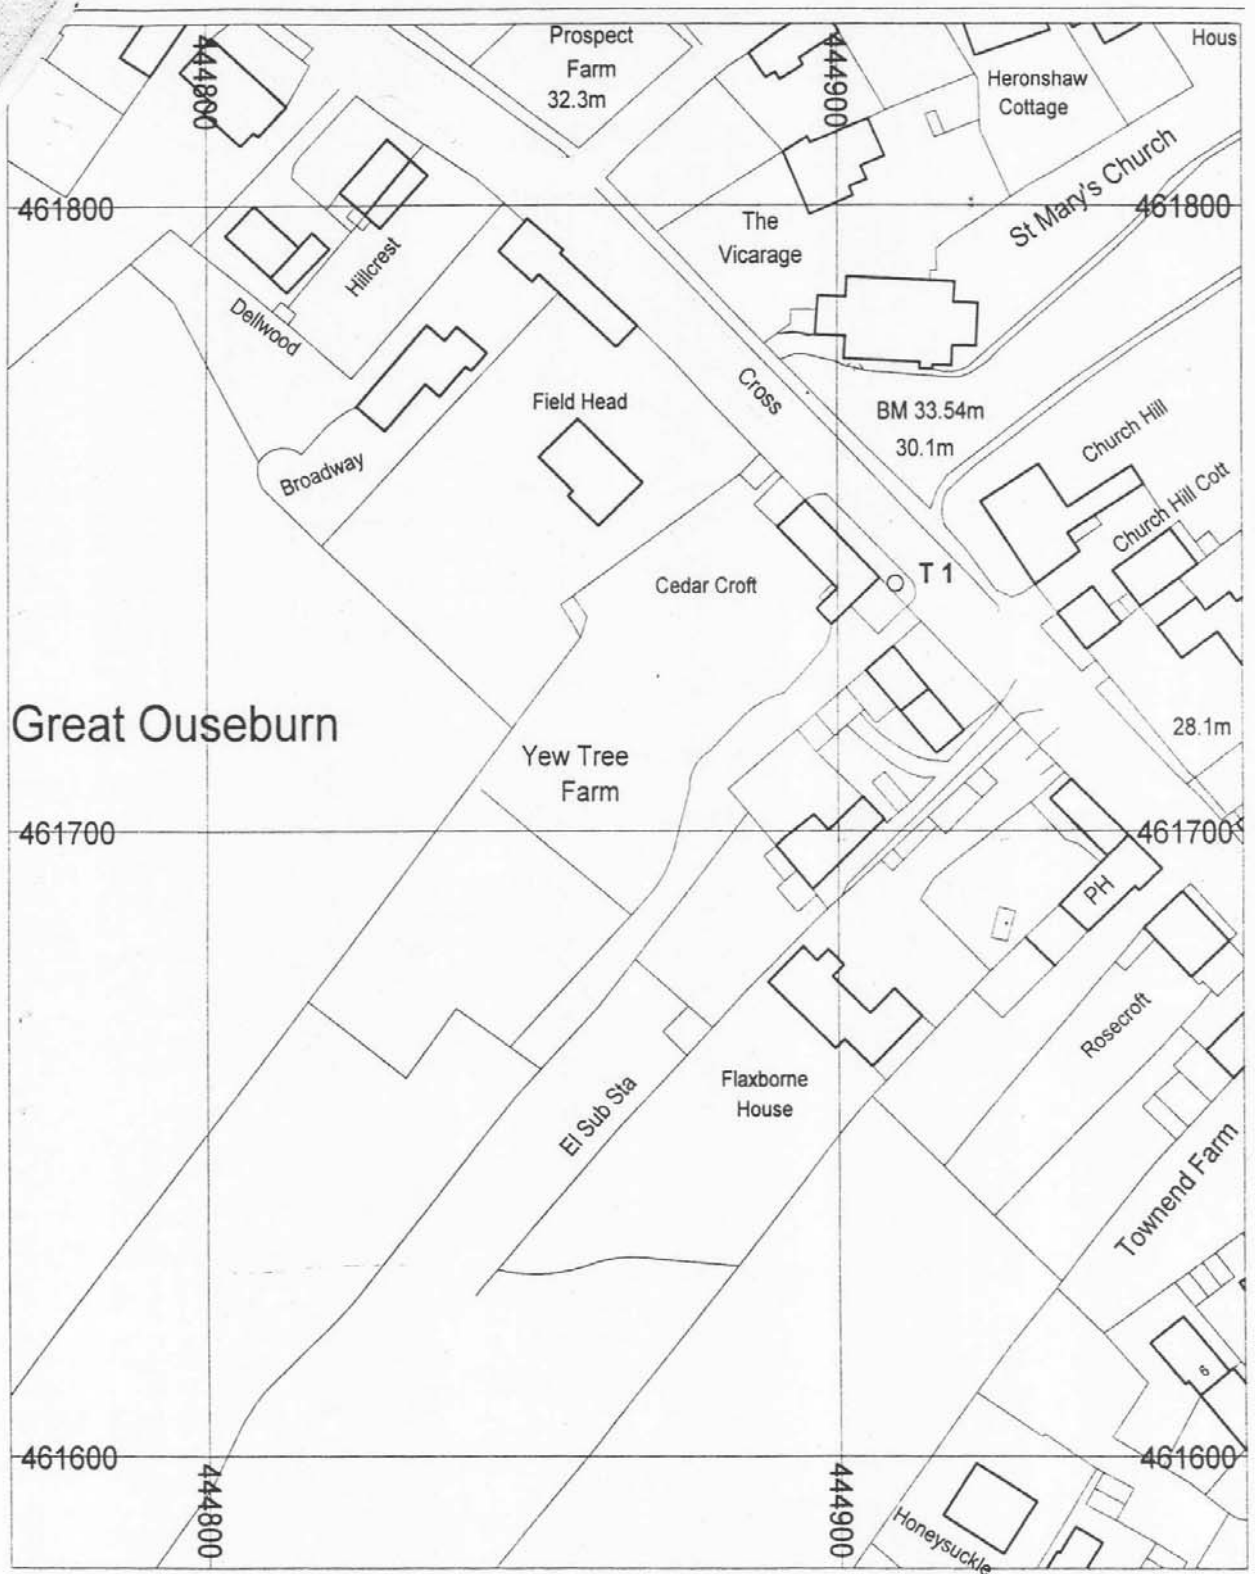 Prospect
Farm
32.3m
444800
444900
Hous
Heronshaw
Cottage
St Mary's Church
461800
461800
The
Vicarage
Hillcrest
Dellwood
Cross
Field Head
BM 33.54m
30.1m
Church Hill
Church Hill Cott
Broadway
Cedar Croft
T 1
Great Ouseburn
Yew Tree
Farm
28.1m
461700
461700
PH
Rosecroft
El Sub Sta
Flaxborne
House
Townend Farm
6
461600
461600
444800
444900
Honeysuckle